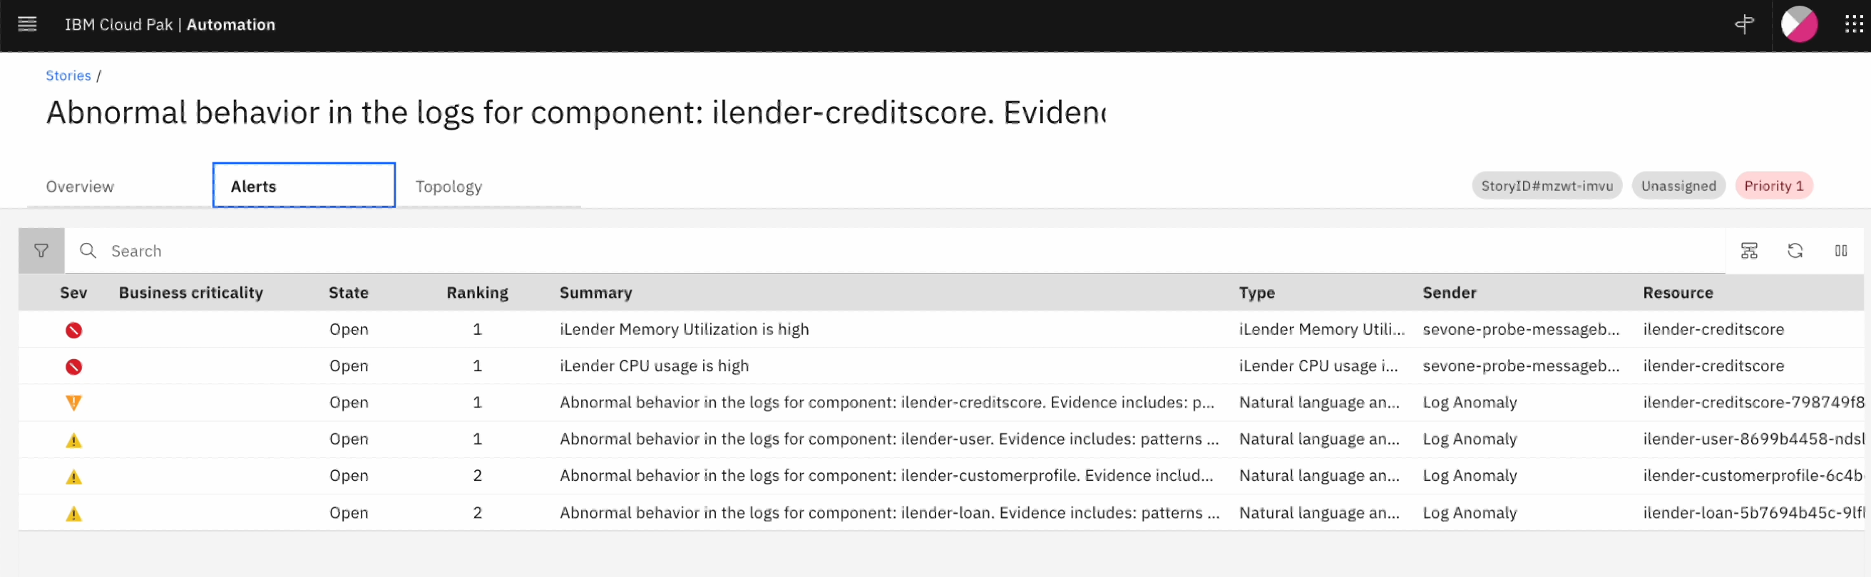 IBM Cloud Pak | Automation
Stories /
Abnormal behavior in the logs for component: ilender-creditscore. Evidenc
Overview Alerts Topology StoryID#mzwt-imvu Unassigned Priority 1
Search
Sev Business criticality State Ranking Summary Type Sender Resource
Open 1 iLender Memory Utilization is high iLender Memory Utili... sevone-probe-messageb... ilender-creditscore
Open 1 iLender CPU usage is high iLender CPU usage i... sevone-probe-messageb... ilender-creditscore
Open 1 Abnormal behavior in the logs for component: ilender-creditscore. Evidence includes: p... Natural language an... Log Anomaly ilender-creditscore-798749f8
Open 1 Abnormal behavior in the logs for component: ilender-user. Evidence includes: patterns ... Natural language an... Log Anomaly ilender-user-8699b4458-nds
Open 2 Abnormal behavior in the logs for component: ilender-customerprofile. Evidence includ... Natural language an... Log Anomaly ilender-customerprofile-6c4b
Open 2 Abnormal behavior in the logs for component: ilender-loan. Evidence includes: patterns ... Natural language an... Log Anomaly ilender-loan-5b7694b45c-9lf